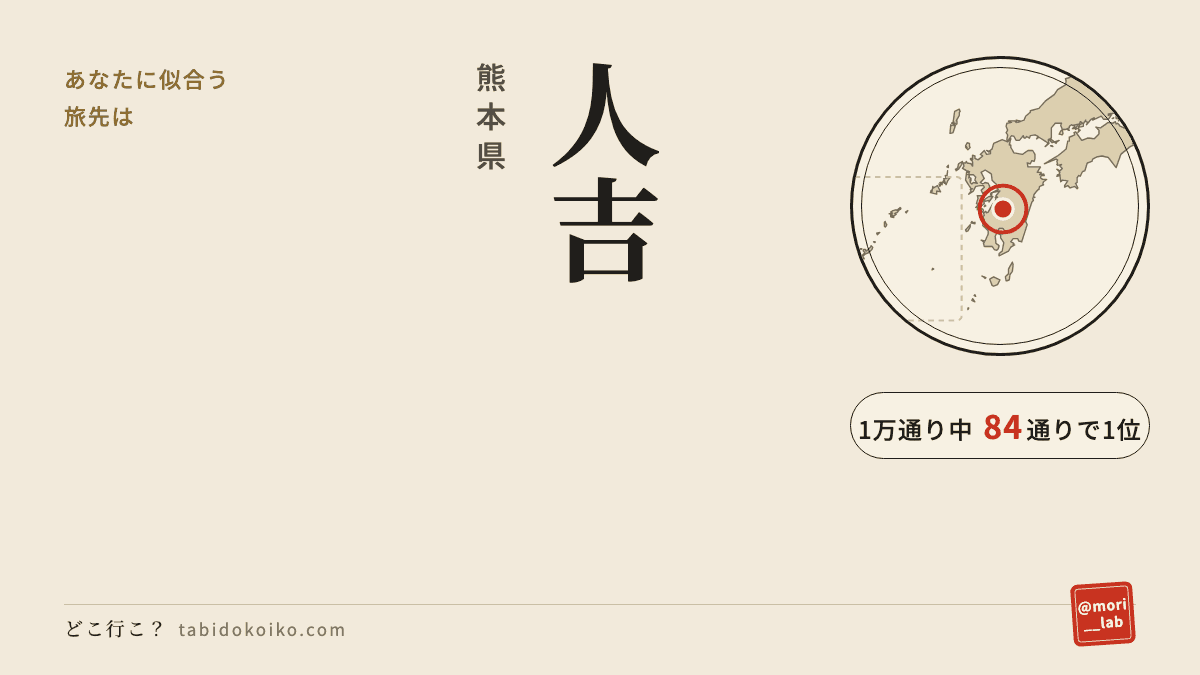 あなたに似合う
旅先は
人吉
熊本県
1万通り中 84通りで1位
どこ行こ？ tabidokoiko.com
@mori
__lab